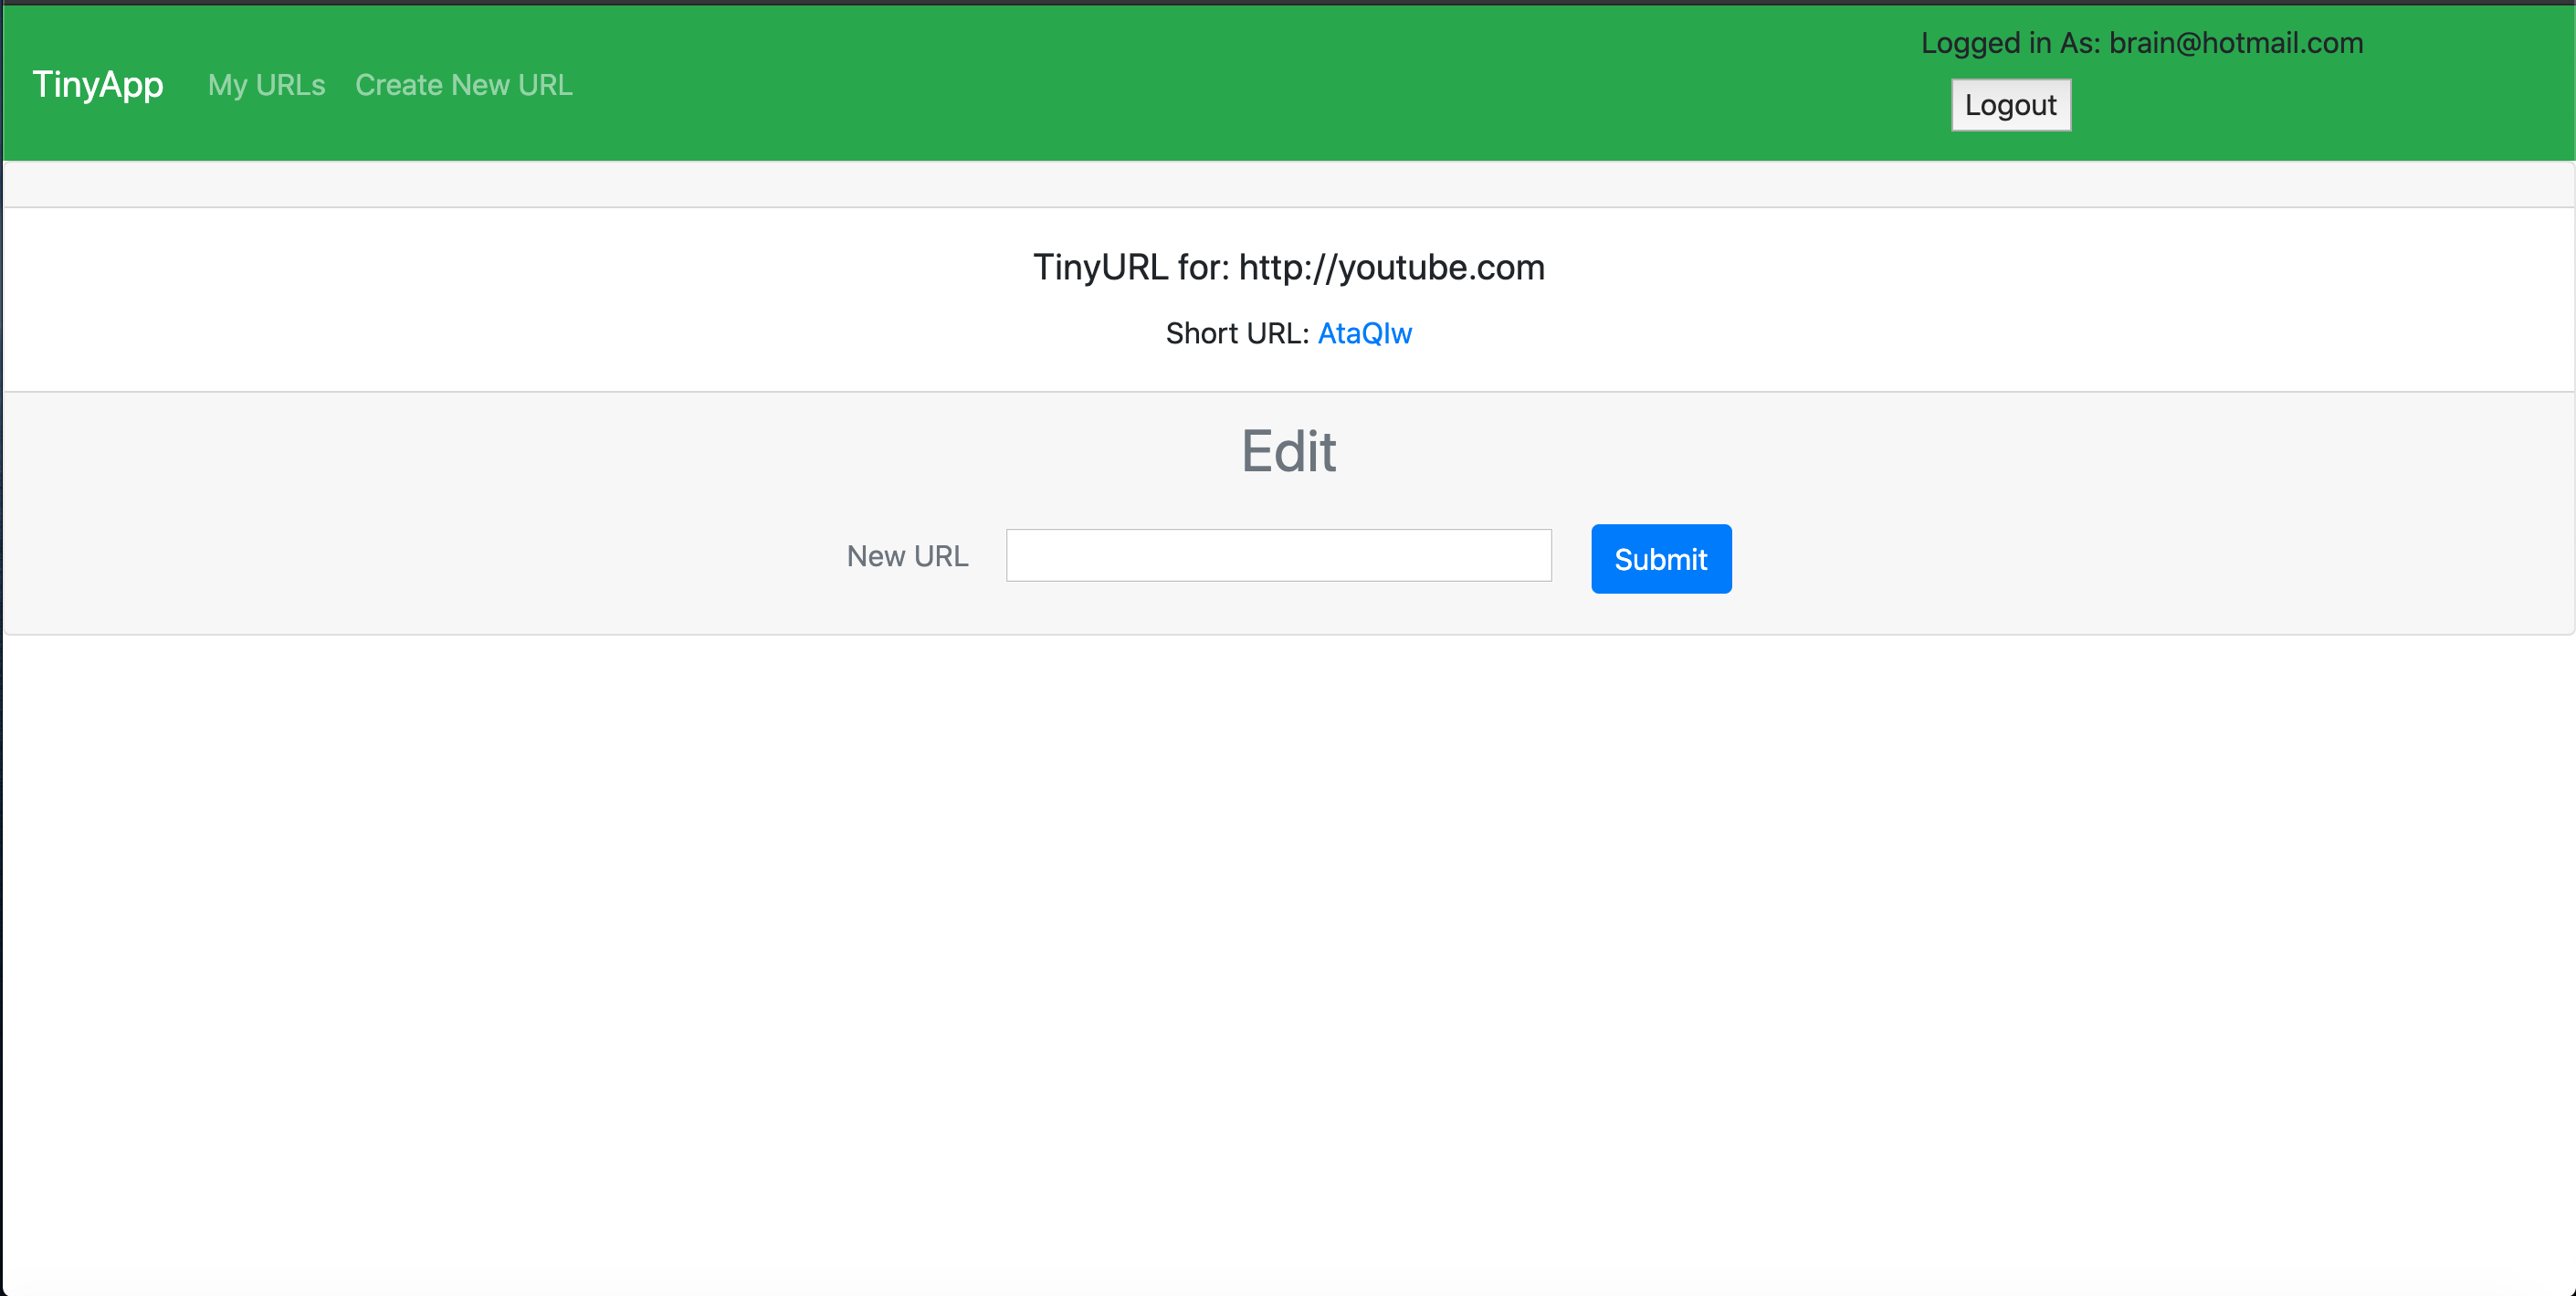 Logged in As: brain@hotmail.com
TinyApp My URLs Create New URL
Logout
TinyURL for: http://youtube.com
Short URL: AtaQIw
Edit
New URL Submit